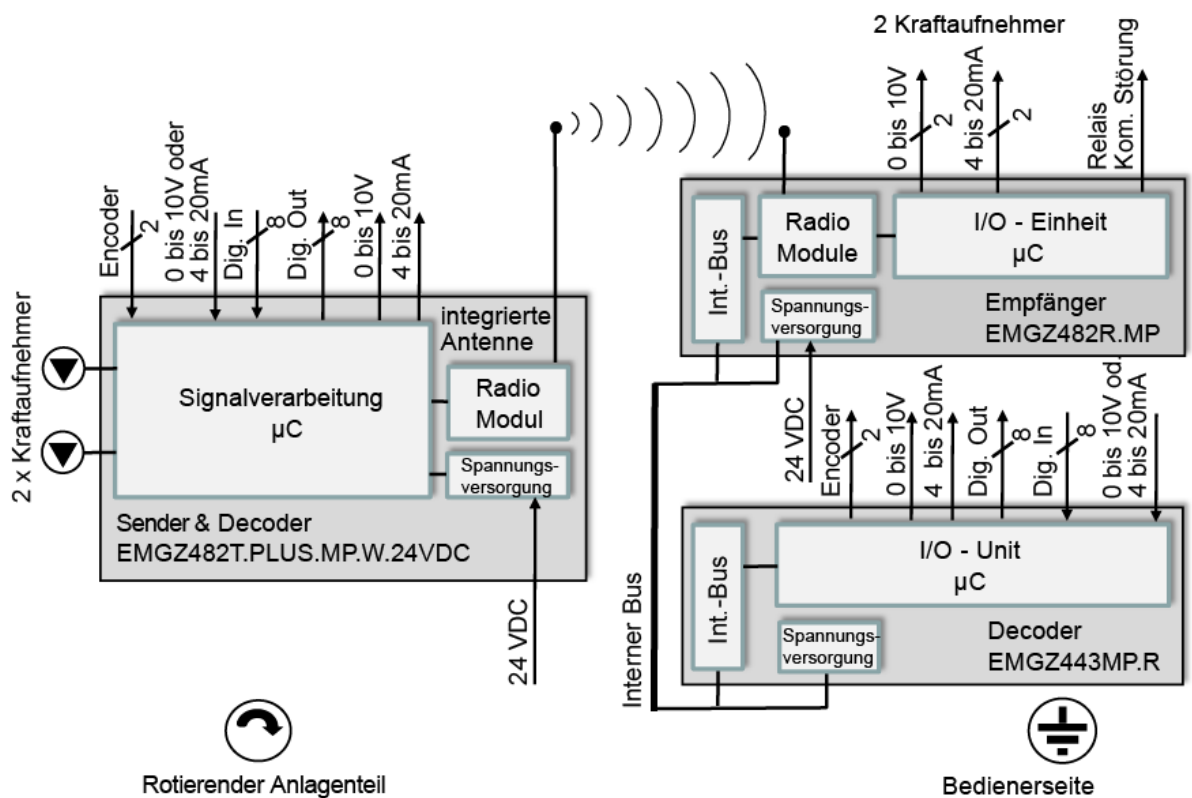 2 Kraftaufnehmer
0 bis 10V
2
4 bis 20mA
2
Relais
Kom. Störung
Encoder
2
0 bis 10V oder
4 bis 20mA
Dig. In
8
Dig. Out
8
0 bis 10V
4 bis 20mA
2 x Kraftaufnehmer
Signalverarbeitung
µC
integrierte
Antenne
Radio
Modul
Spannungs-
versorgung
Sender & Decoder
EMGZ482T.PLUS.MP.W.24VDC
24 VDC
Int.-Bus
Radio
Module
I/O - Einheit
µC
Spannungs-
versorgung
Empfänger
EMGZ482R.MP
24 VDC
Encoder
2
0 bis 10V
4 bis 20mA
Dig. Out
8
Dig. In
8
0 bis 10V od.
4 bis 20mA
Interner Bus
Int.-Bus
I/O - Unit
µC
Spannungs-
versorgung
Decoder
EMGZ443MP.R
Rotierender Anlagenteil
Bedienerseite